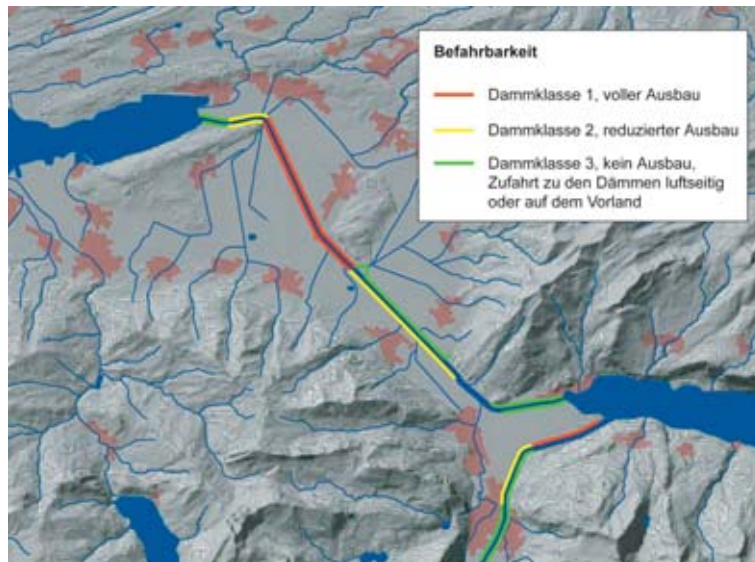 Befahrbarkeit
Dammklasse 1, voller Ausbau
Dammklasse 2, reduzierter Ausbau
Dammklasse 3, kein Ausbau,
Zufahrt zu den Dämmen luftseitig
oder auf dem Vorland